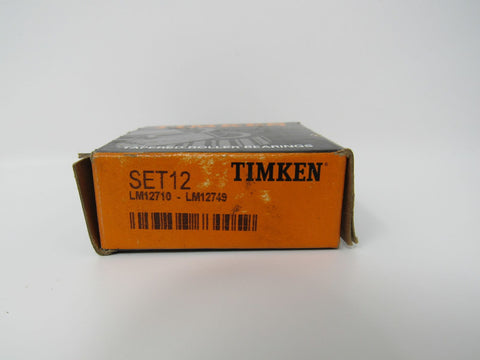 TAPERED ROLLER BEARINGS
SET12 TIMKEN
LM12710 - LM12749